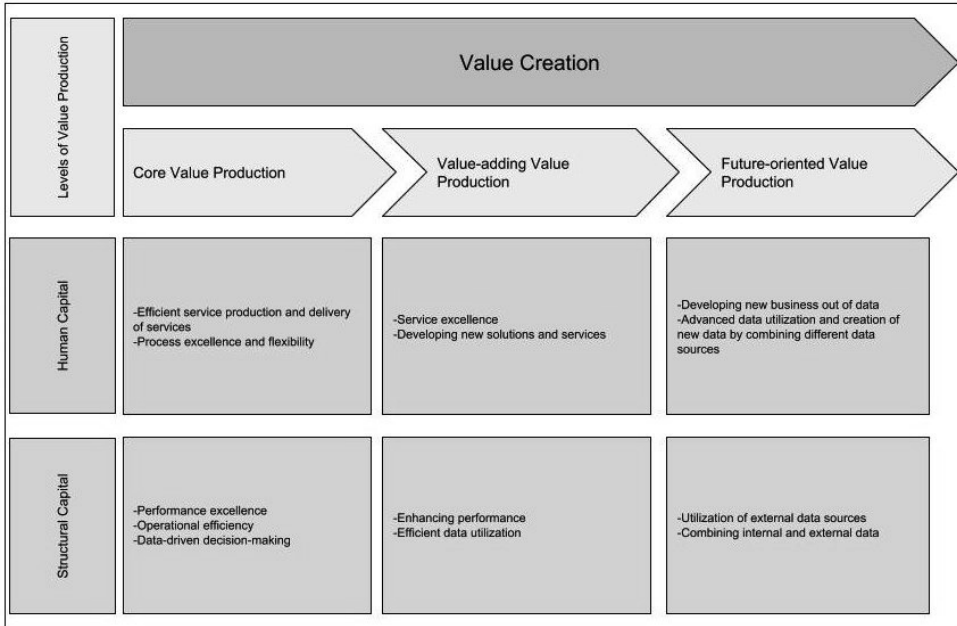 Levels of Value Production
Value Creation
Core Value Production
Value-adding Value
Production
Future-oriented Value
Production
Human Capital
-Efficient service production and delivery
of services
-Process excellence and flexibility
-Service excellence
-Developing new solutions and services
-Developing new business out of data
-Advanced data utilization and creation of
new data by combining different data
sources
Structural Capital
-Performance excellence
-Operational efficiency
-Data-driven decision-making
-Enhancing performance
-Efficient data utilization
-Utilization of external data sources
-Combining internal and external data